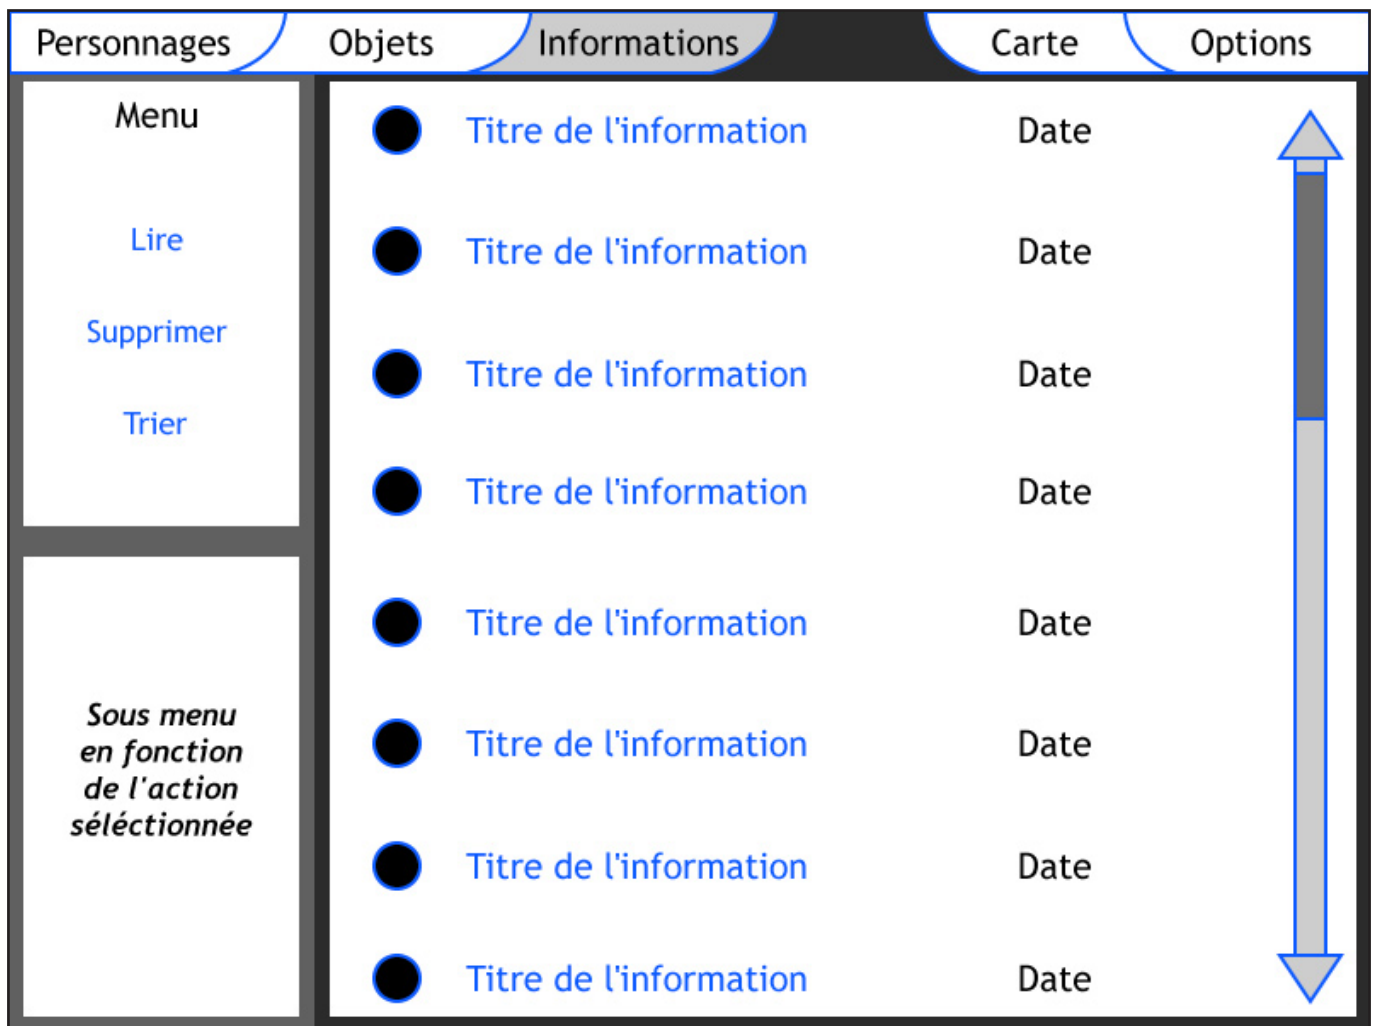 Personnages Objets Informations Carte Options
Menu
Lire
Supprimer
Trier
Sous menu
en fonction
de l'action
séléctionnée
Titre de l'information Date
Titre de l'information Date
Titre de l'information Date
Titre de l'information Date
Titre de l'information Date
Titre de l'information Date
Titre de l'information Date
Titre de l'information Date